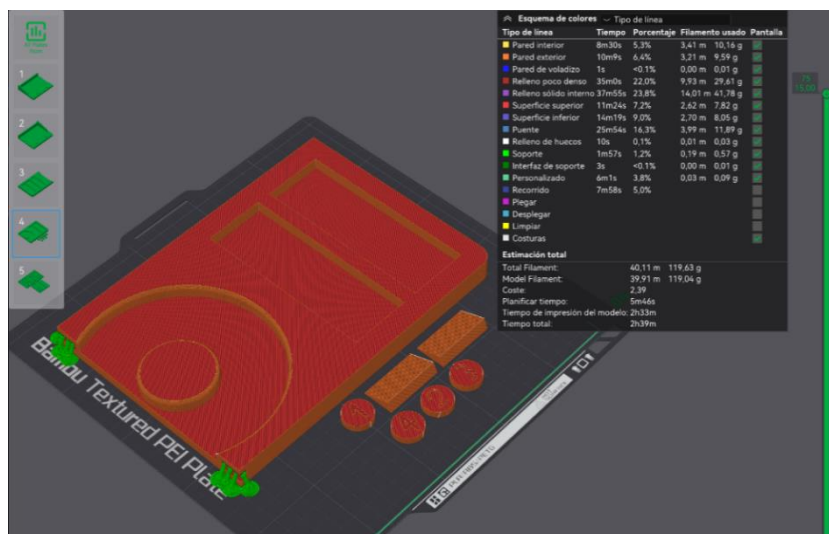 Esquema de colores Tipo de línea
Tipo de línea Tiempo Porcentaje Filamento usado Pantalla
Pared interior 8m30s 5,3% 3,41 m 10,16 g
Pared exterior 10m9s 6,4% 3,21 m 9,59 g
Pared de voladizo 1s <0.1% 0,00 m 0,01 g
Relleno poco denso 35m0s 22,0% 9,93 m 29,61 g
Relleno sólido interno 37m55s 23,8% 14,01 m 41,78 g
Superficie superior 11m24s 7,2% 2,62 m 7,82 g
Superficie inferior 14m19s 9,0% 2,70 m 8,05 g
Puente 25m54s 16,3% 3,99 m 11,89 g
Relleno de huecos 10s 0,1% 0,01 m 0,03 g
Soporte 1m57s 1,2% 0,19 m 0,57 g
Interfaz de soporte 3s <0.1% 0,00 m 0,01 g
Personalizado 6m1s 3,8% 0,03 m 0,09 g
Recorrido 7m58s 5,0%
Plegar
Desplegar
Limpiar
Costuras
Estimación total
Total Filament: 40,11 m 119,63 g
Model Filament: 39,91 m 119,04 g
Coste: 2,39
Planificar tiempo: 5m46s
Tiempo de impresión del modelo: 2h33m
Tiempo total: 2h39m
75
15.00
1
2
3
4
5
Bambu Textured PEI Plate